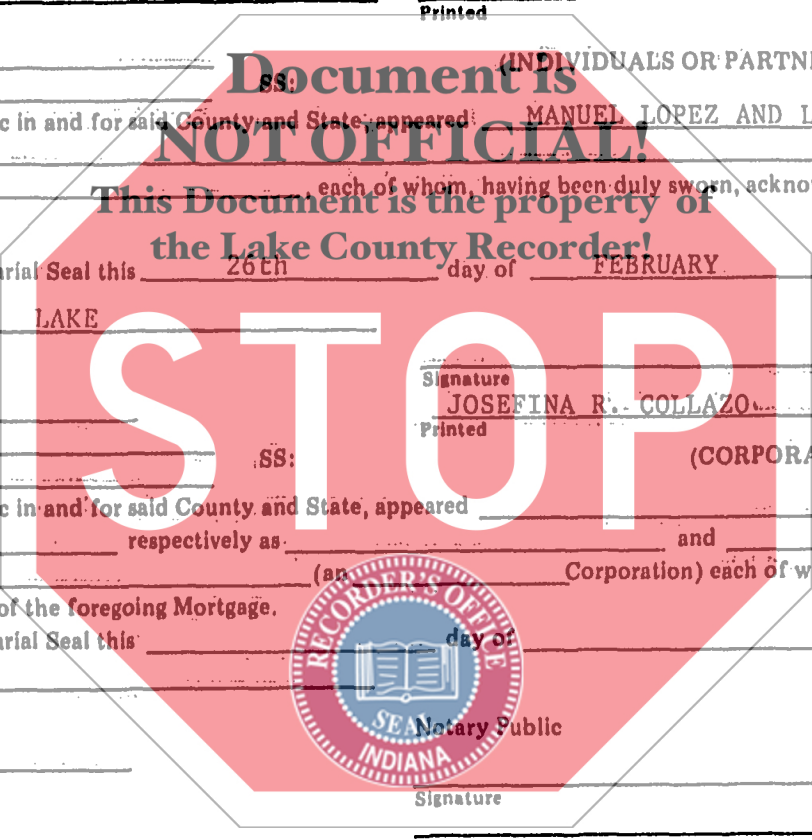 Printed
Document is
(INDIVIDUALS OR PARTN
SS:
c in and for said County and State, appeared MANUEL LOPEZ AND L
NOT OFFICIAL!
, each of whom, having been duly sworn, ackno
This Document is the property of
the Lake County Recorder!
arial Seal this 26th day of FEBRUARY
LAKE
STOP
Signature
JOSEFINA R. COLLAZO
Printed
SS: (CORPORA
c in and for said County and State, appeared
respectively as and
(an Corporation) each of w
of the foregoing Mortgage.
RECORDER'S OFFICE
arial Seal this day of
SEAL
Notary Public
INDIANA
Signature